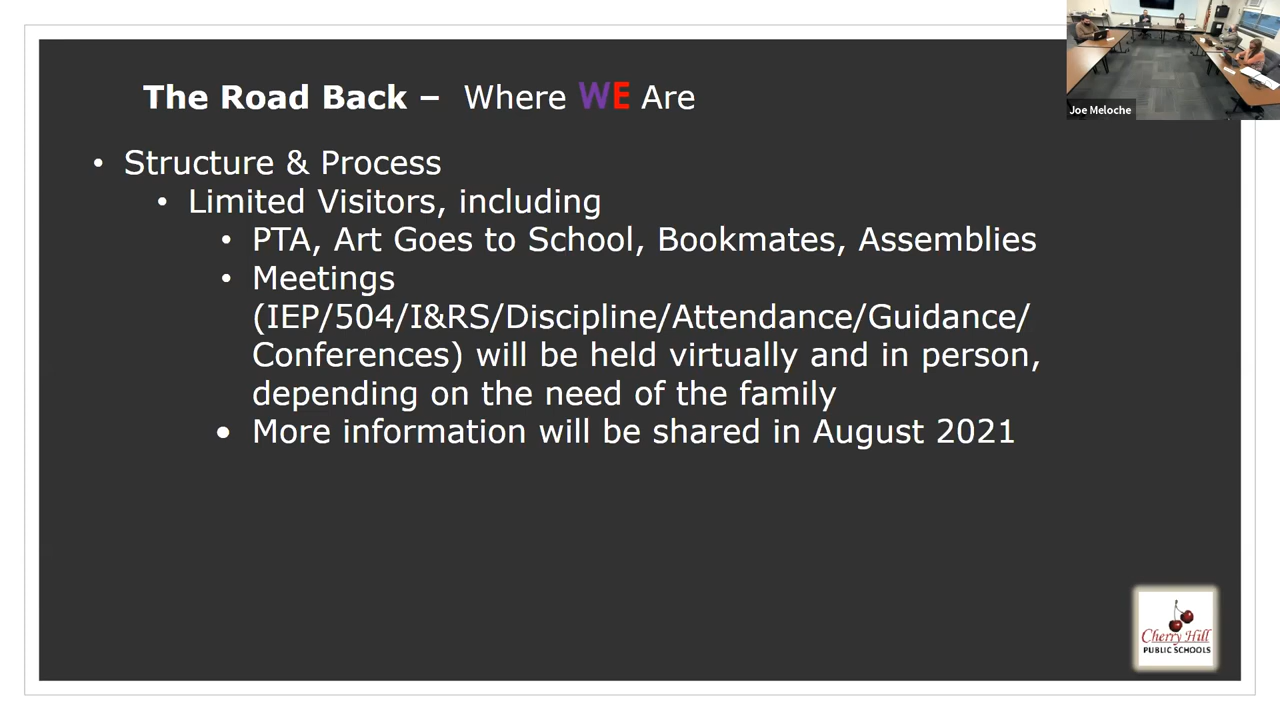 The Road Back – Where WE Are
Joe Meloche
• Structure & Process
• Limited Visitors, including
• PTA, Art Goes to School, Bookmates, Assemblies
• Meetings
(IEP/504/I&RS/Discipline/Attendance/Guidance/
Conferences) will be held virtually and in person,
depending on the need of the family
• More information will be shared in August 2021
Cherry Hill
PUBLIC SCHOOLS